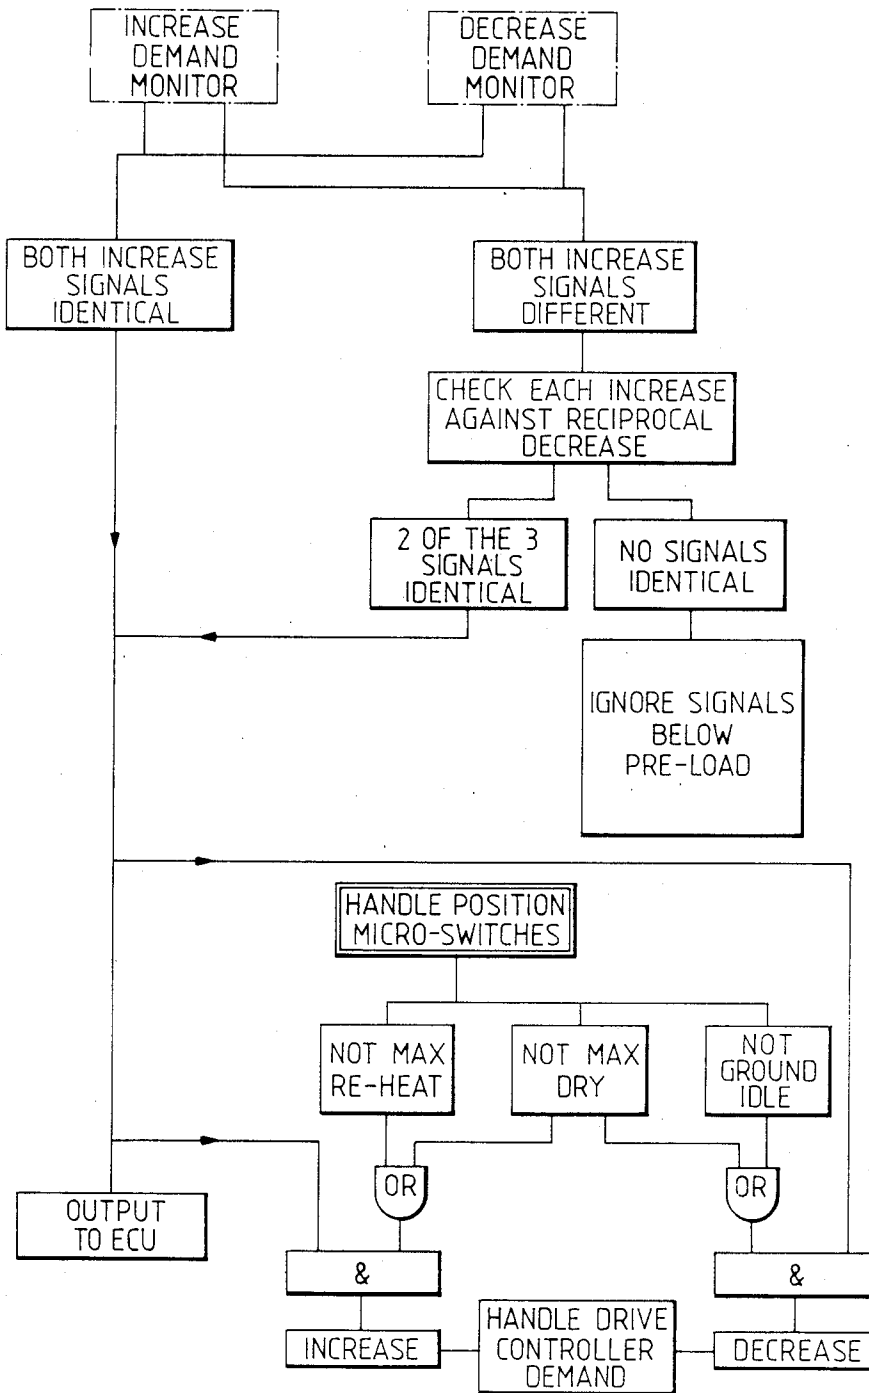 INCREASE
DEMAND
MONITOR
DECREASE
DEMAND
MONITOR
BOTH INCREASE
SIGNALS
IDENTICAL
BOTH INCREASE
SIGNALS
DIFFERENT
CHECK EACH INCREASE
AGAINST RECIPROCAL
DECREASE
2 OF THE 3
SIGNALS
IDENTICAL
NO SIGNALS
IDENTICAL
IGNORE SIGNALS
BELOW
PRE-LOAD
HANDLE POSITION
MICRO-SWITCHES
NOT MAX
RE-HEAT
NOT MAX
DRY
NOT
GROUND
IDLE
OR
OR
OUTPUT
TO ECU
&
&
INCREASE
HANDLE DRIVE
CONTROLLER
DEMAND
DECREASE